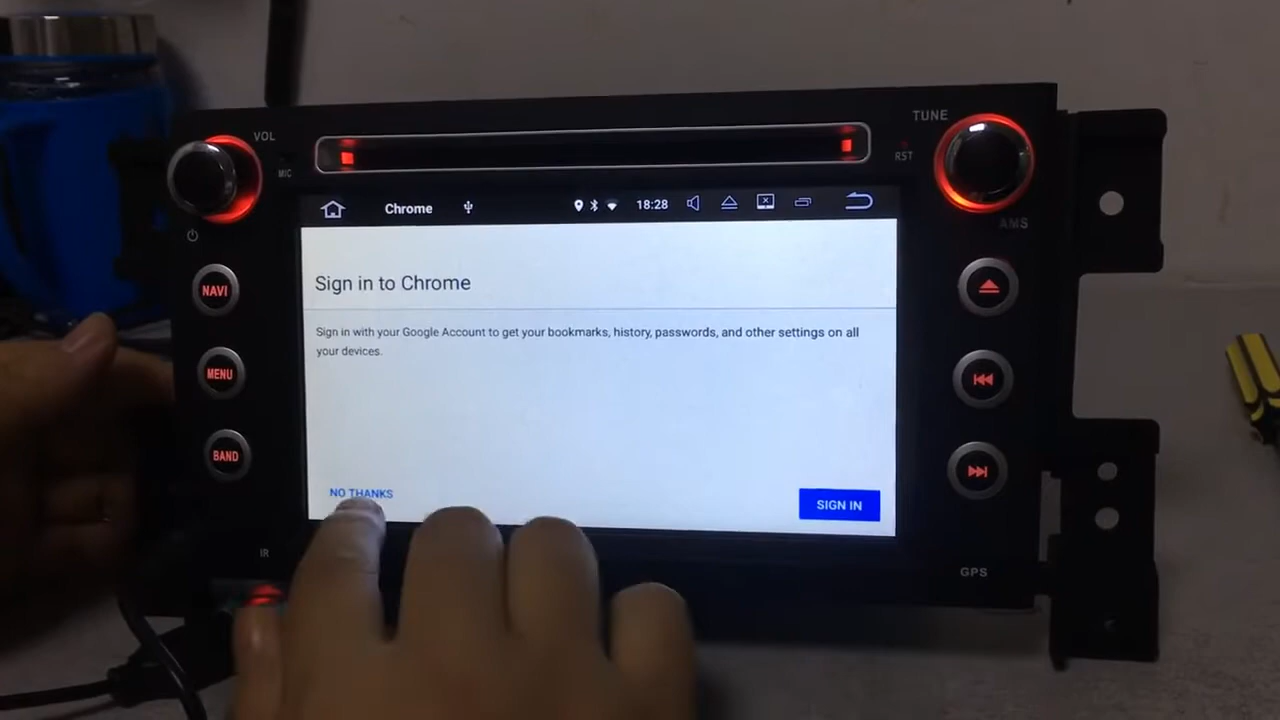 VOL
MIC
TUNE
RST
AMS
Chrome
18:28
NAVI
MENU
BAND
Sign in to Chrome
Sign in with your Google Account to get your bookmarks, history, passwords, and other settings on all
your devices.
NO THANKS
SIGN IN
IR
GPS